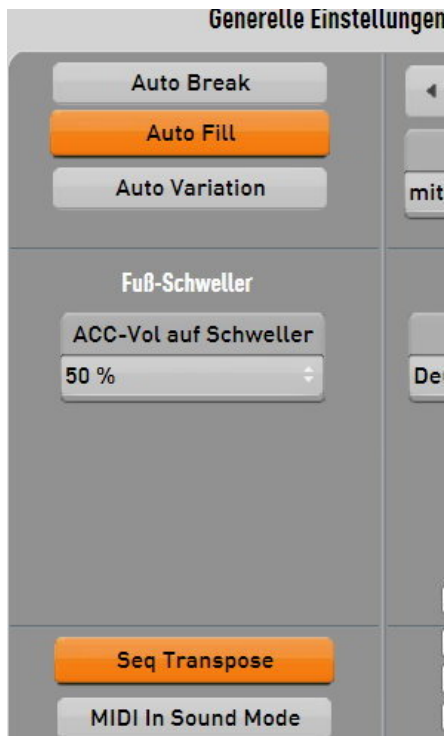 Generelle Einstellungen
Auto Break
Auto Fill
Auto Variation
mit
Fuß-Schweller
ACC-Vol auf Schweller
50 %
Seq Transpose
MIDI In Sound Mode